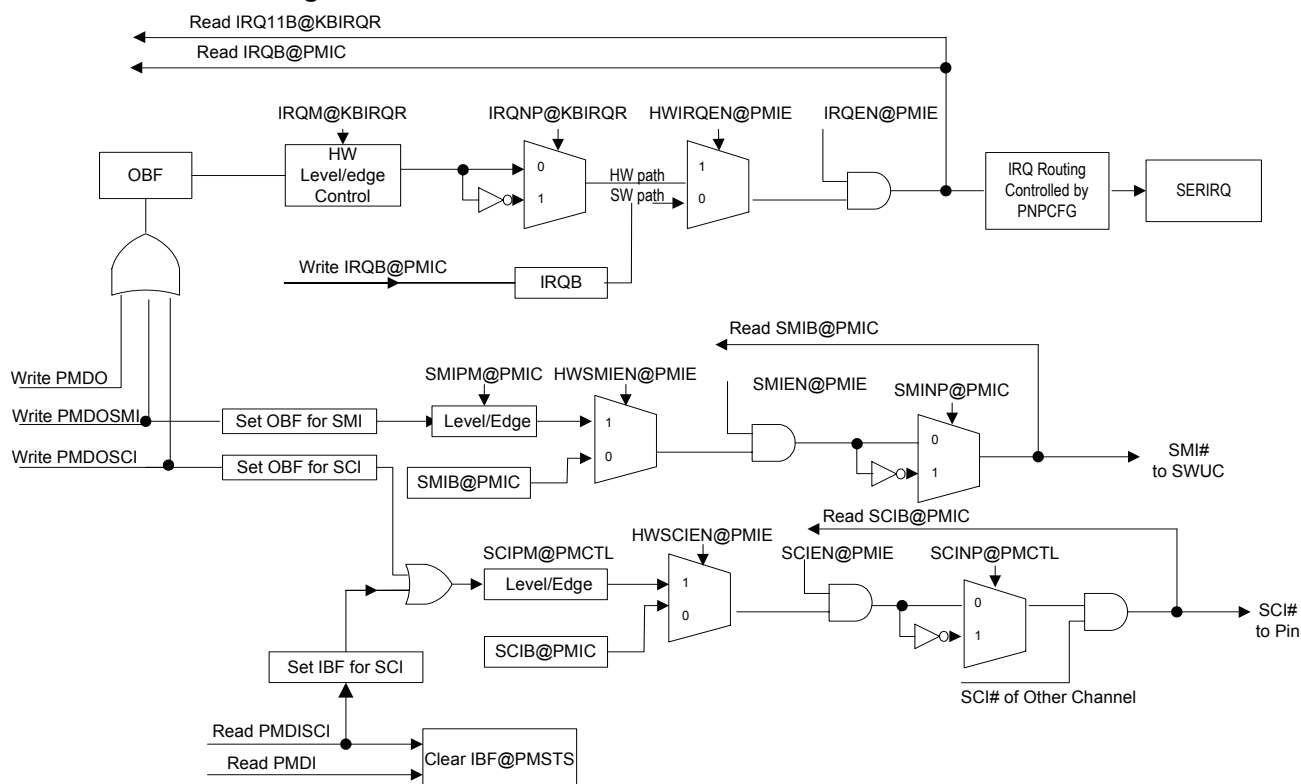 Read IRQ11B@KBIRQR
Read IRQB@PMIC
IRQM@KBIRQR
IRQNP@KBIRQR
HWIRQEN@PMIE
IRQEN@PMIE
OBF
HW
Level/edge
Control
0
1
HW path
SW path
1
0
IRQ Routing
Controlled by
PNPCFG
SERIRQ
Write IRQB@PMIC
IRQB
Read SMIB@PMIC
Write PMDO
SMIPM@PMIC
HWSMIEN@PMIE
SMIEN@PMIE
SMINP@PMIC
Write PMDOSMI
Set OBF for SMI
Level/Edge
1
0
0
1
SMI#
to SWUC
Write PMDOSCI
Set OBF for SCI
SMIB@PMIC
Read SCIB@PMIC
HWSCIEN@PMIE
SCIPM@PMCTL
SCIEN@PMIE
SCINP@PMCTL
Level/Edge
1
0
0
1
SCI#
to Pin
SCIB@PMIC
Set IBF for SCI
SCI# of Other Channel
Read PMDISCI
Read PMDI
Clear IBF@PMSTS